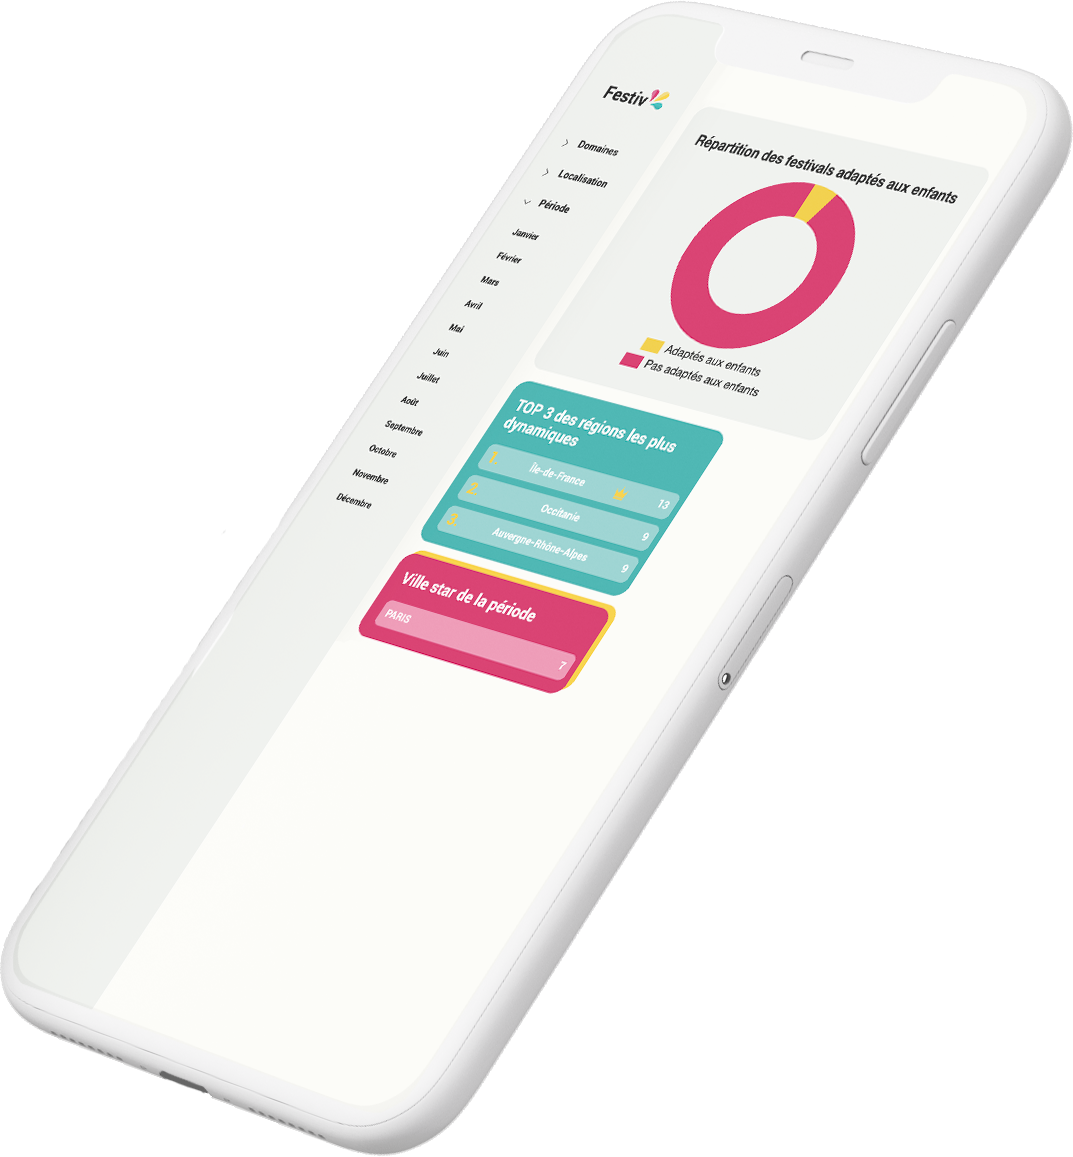 Festiv
Domaines
Localisation
Période
Janvier
Février
Mars
Avril
Mai
Juin
Juillet
Août
Septembre
Octobre
Novembre
Décembre
Répartition des festivals adaptés aux enfants
Adaptés aux enfants
Pas adaptés aux enfants
TOP 3 des régions les plus
dynamiques
1. Île-de-France 13
2. Occitanie 9
3. Auvergne-Rhône-Alpes 9
Ville star de la période
PARIS 7